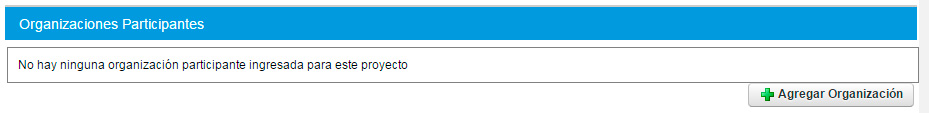 Organizaciones Participantes
No hay ninguna organización participante ingresada para este proyecto
Agregar Organización